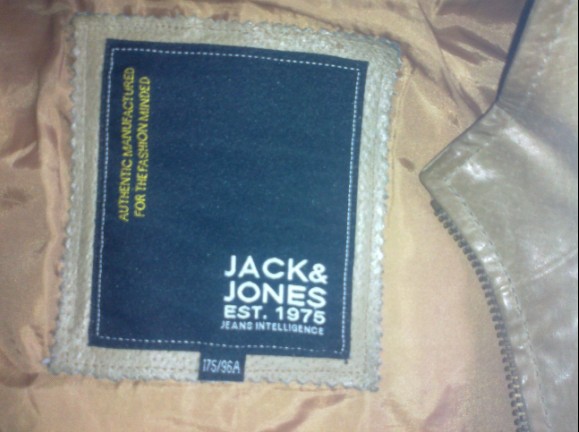 AUTHENTIC MANUFACTURED
FOR THE FASHION MINDED
JACK&
JONES
EST. 1975
JEANS INTELLIGENCE
175/96A